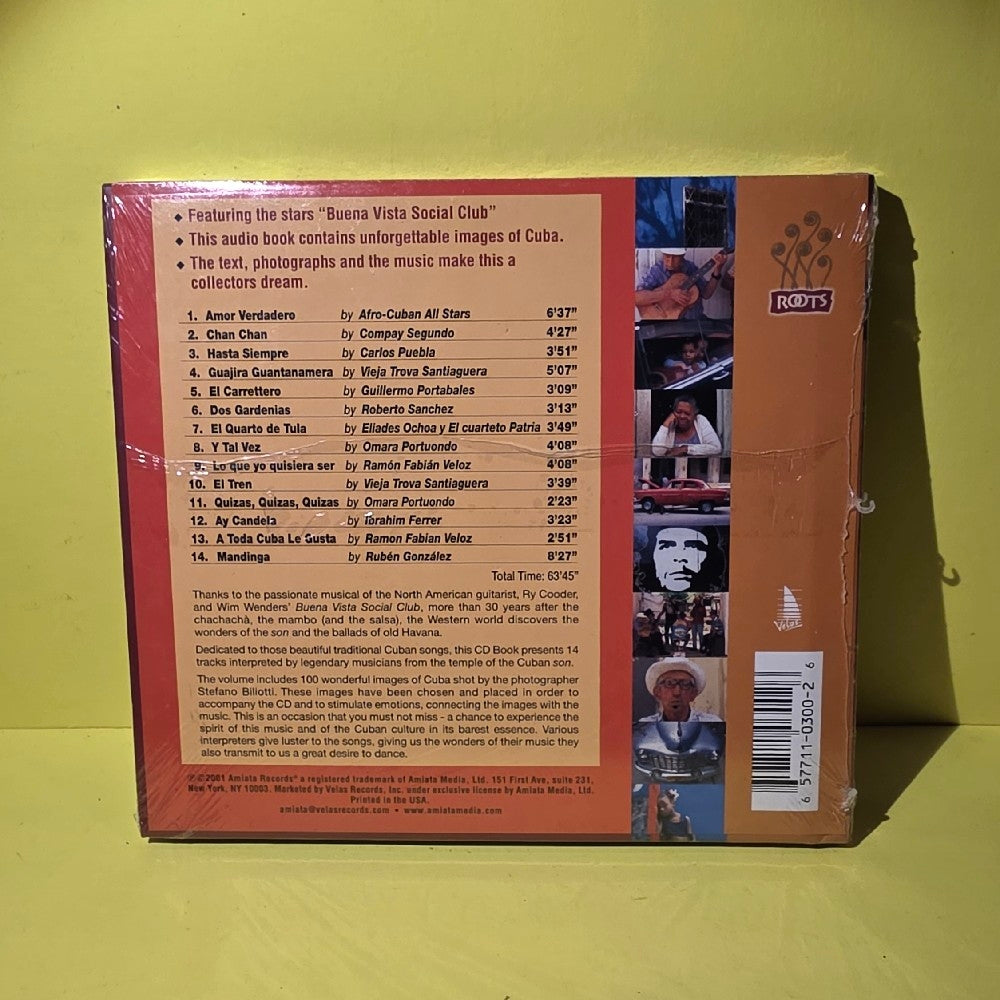 ◆ Featuring the stars "Buena Vista Social Club"
◆ This audio book contains unforgettable images of Cuba.
◆ The text, photographs and the music make this a
collectors dream.
1. Amor Verdadero by Afro-Cuban All Stars 6'37"
2. Chan Chan by Compay Segundo 4'27"
3. Hasta Siempre by Carlos Puebla 3'51"
4. Guajira Guantanamera by Vieja Trova Santiaguera 5'07"
5. El Carrettero by Guillermo Portabales 3'09"
6. Dos Gardenias by Roberto Sanchez 3'13"
7. El Quarto de Tula by Eliades Ochoa y El cuarteto Patria 3'49"
8. Y Tal Vez by Omara Portuondo 4'08"
9. Lo que yo quisiera ser by Ramón Fabián Veloz 4'08"
10. El Tren by Vieja Trova Santiaguera 3'39"
11. Quizas, Quizas, Quizas by Omara Portuondo 2'23"
12. Ay Candela by Ibrahim Ferrer 3'23"
13. A Toda Cuba Le Gusta by Ramon Fabian Veloz 2'51"
14. Mandinga by Rubén González 8'27"
Total Time: 63'45"
Thanks to the passionate musical of the North American guitarist, Ry Cooder,
and Wim Wenders' Buena Vista Social Club, more than 30 years after the
chachachà, the mambo (and the salsa), the Western world discovers the
wonders of the son and the ballads of old Havana.
Dedicated to those beautiful traditional Cuban songs, this CD Book presents 14
tracks interpreted by legendary musicians from the temple of the Cuban son.
The volume includes 100 wonderful images of Cuba shot by the photographer
Stefano Biliotti. These images have been chosen and placed in order to
accompany the CD and to stimulate emotions, connecting the images with the
music. This is an occasion that you must not miss - a chance to experience the
spirit of this music and of the Cuban culture in its barest essence. Various
interpreters give luster to the songs, giving us the wonders of their music they
also transmit to us a great desire to dance.
℗©2001 Amiata Records® a registered trademark of Amiata Media, Ltd. 151 First Ave, suite 231,
New York, NY 10003. Marketed by Velas Records, Inc. under exclusive license by Amiata Media, Ltd.
Printed in the USA.
amiata@velasrecords.com • www.amiatamedia.com
ROOTS
Velas
6 57711-0300-2 6